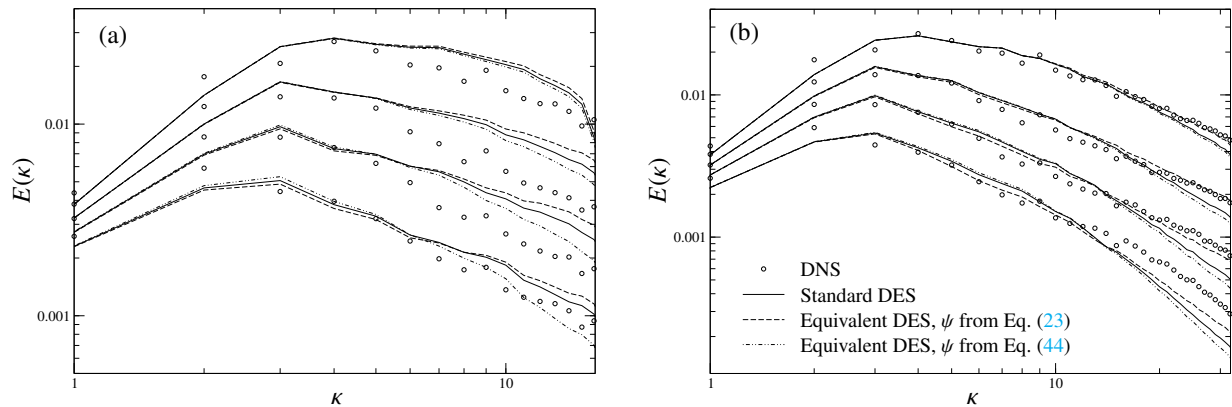 (a)
E(κ)
0.01
0.001
1
10
κ
(b)
E(κ)
0.01
0.001
DNS
Standard DES
Equivalent DES, ψ from Eq. (23)
Equivalent DES, ψ from Eq. (44)
1
10
κ